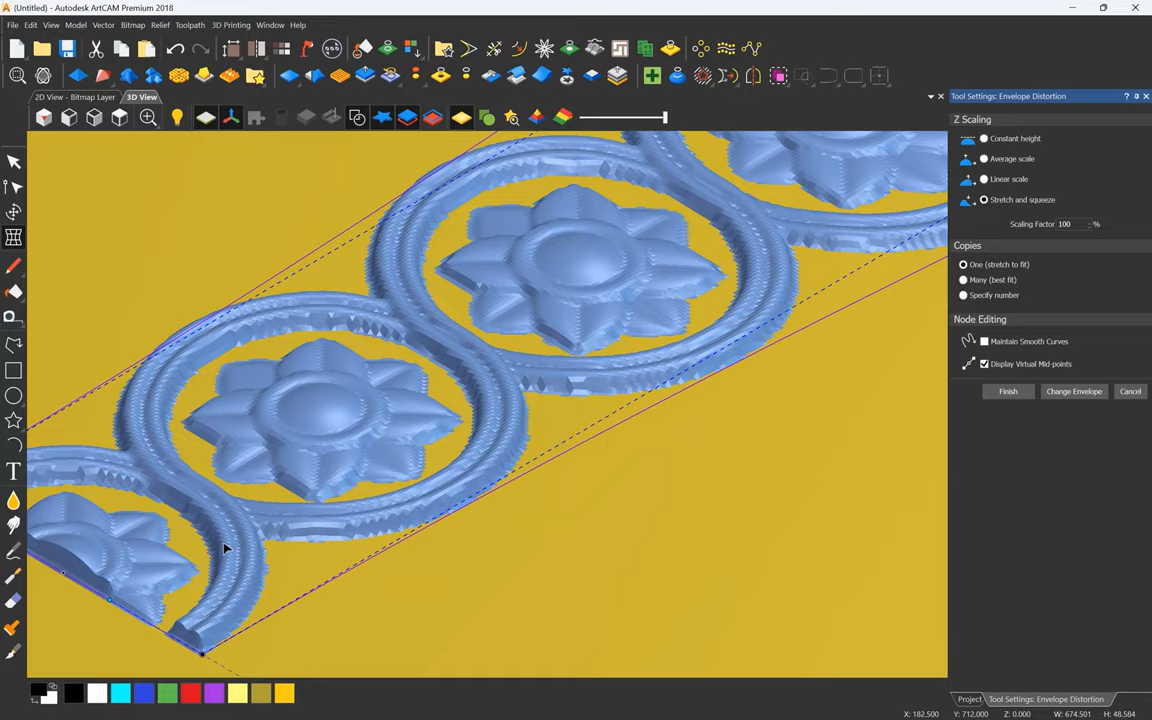 (Untitled) - Autodesk ArtCAM Premium 2018
File Edit View Model Vector Bitmap Relief Toolpath 3D Printing Window Help
2D View - Bitmap Layer 3D View
Tool Settings: Envelope Distortion
Z Scaling
Constant height
Average scale
Linear scale
Stretch and squeeze
Scaling Factor 100 %
Copies
One (stretch to fit)
Many (best fit)
Specify number
Node Editing
Maintain Smooth Curves
Display Virtual Mid-points
Finish Change Envelope Cancel
T
Project Tool Settings: Envelope Distortion
X: 182.500 Y: 712.000 Z: 0.000 W: 674.501 H: 48.584